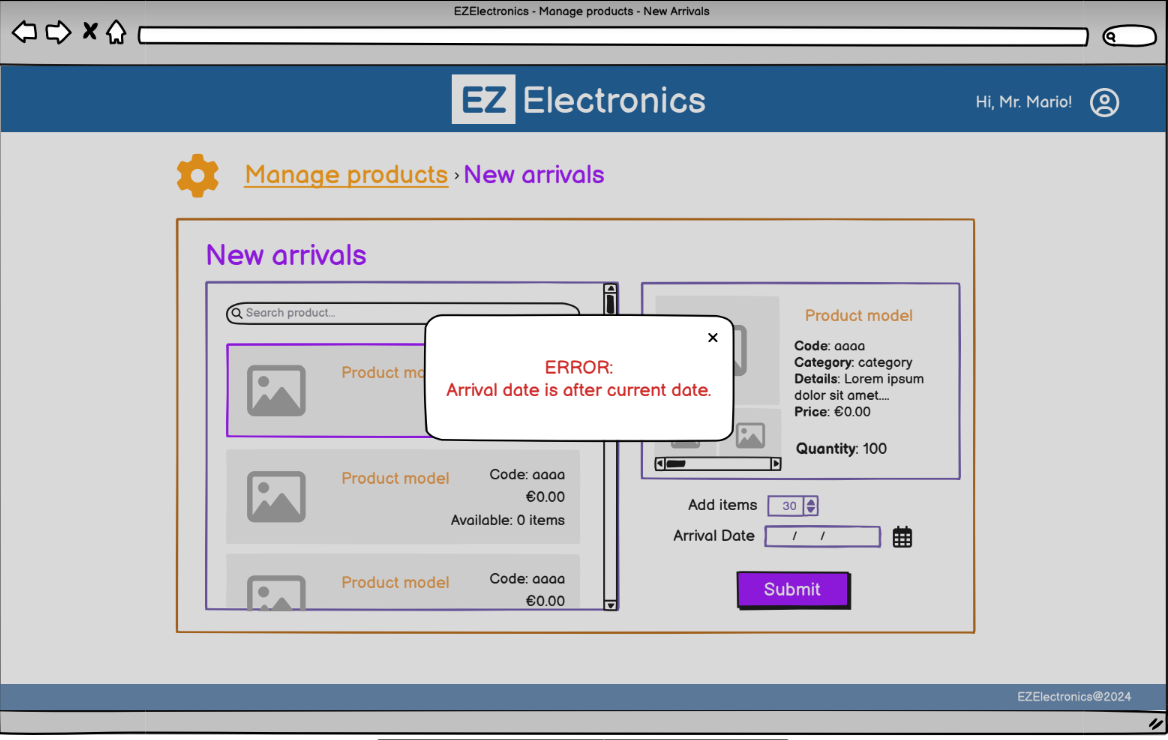 EZElectronics - Manage products - New Arrivals
EZ Electronics
Hi, Mr. Mario!
Manage products › New arrivals
New arrivals
Search product...
Product mo
ERROR:
Arrival date is after current date.
Product model
Code: aaaa
€0.00
Available: 0 items
Product model
Code: aaaa
€0.00
Product model
Code: aaaa
Category: category
Details: Lorem ipsum
dolor sit amet....
Price: €0.00
Quantity: 100
Add items 30
Arrival Date / /
Submit
EZElectronics@2024